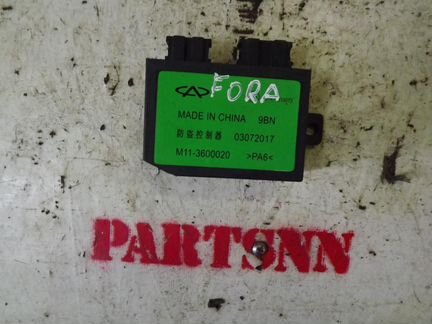 FORA
MADE IN CHINA 9BN
防盗控制器 03072017
M11-3600020 >PA6<
PARTSNN